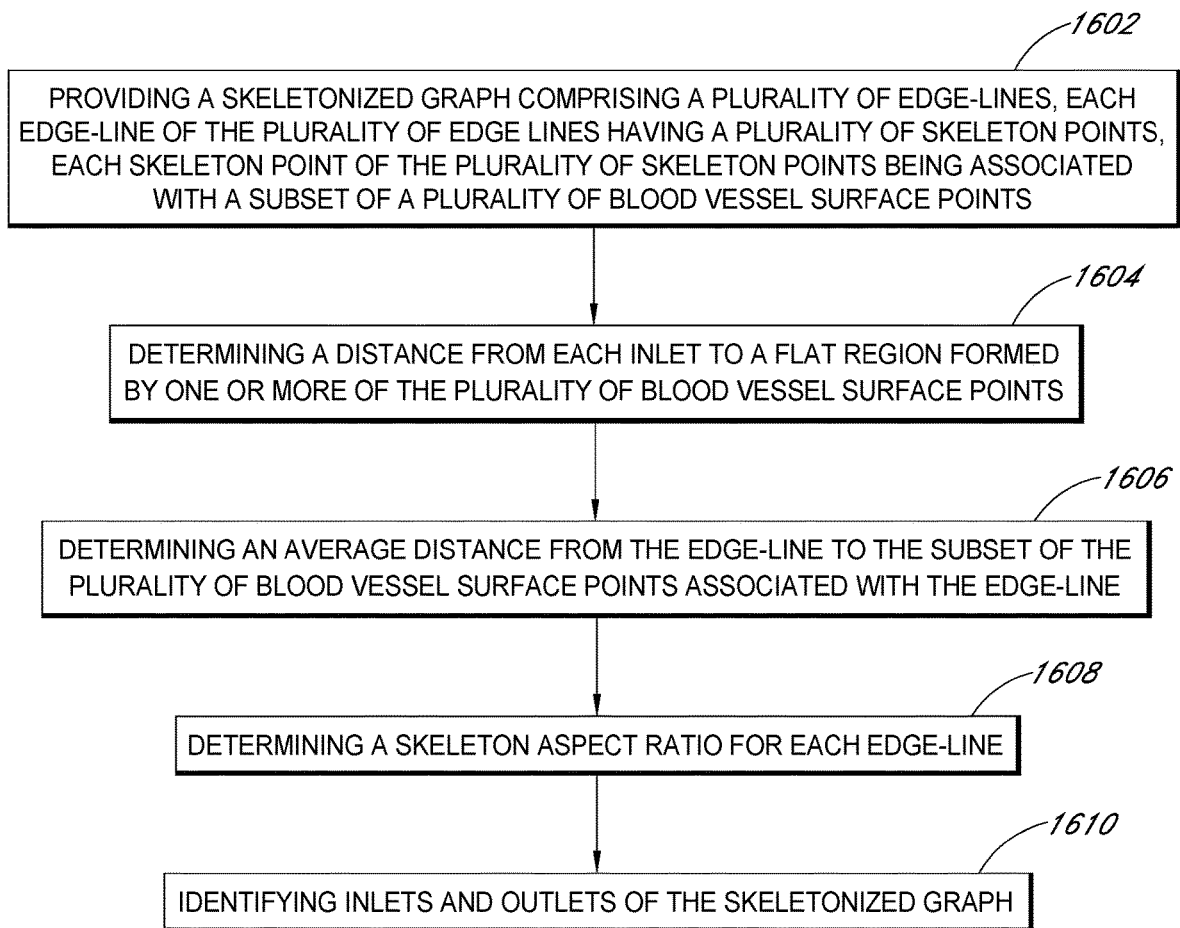 1602
PROVIDING A SKELETONIZED GRAPH COMPRISING A PLURALITY OF EDGE-LINES, EACH
EDGE-LINE OF THE PLURALITY OF EDGE LINES HAVING A PLURALITY OF SKELETON POINTS,
EACH SKELETON POINT OF THE PLURALITY OF SKELETON POINTS BEING ASSOCIATED
WITH A SUBSET OF A PLURALITY OF BLOOD VESSEL SURFACE POINTS
1604
DETERMINING A DISTANCE FROM EACH INLET TO A FLAT REGION FORMED
BY ONE OR MORE OF THE PLURALITY OF BLOOD VESSEL SURFACE POINTS
1606
DETERMINING AN AVERAGE DISTANCE FROM THE EDGE-LINE TO THE SUBSET OF THE
PLURALITY OF BLOOD VESSEL SURFACE POINTS ASSOCIATED WITH THE EDGE-LINE
1608
DETERMINING A SKELETON ASPECT RATIO FOR EACH EDGE-LINE
1610
IDENTIFYING INLETS AND OUTLETS OF THE SKELETONIZED GRAPH